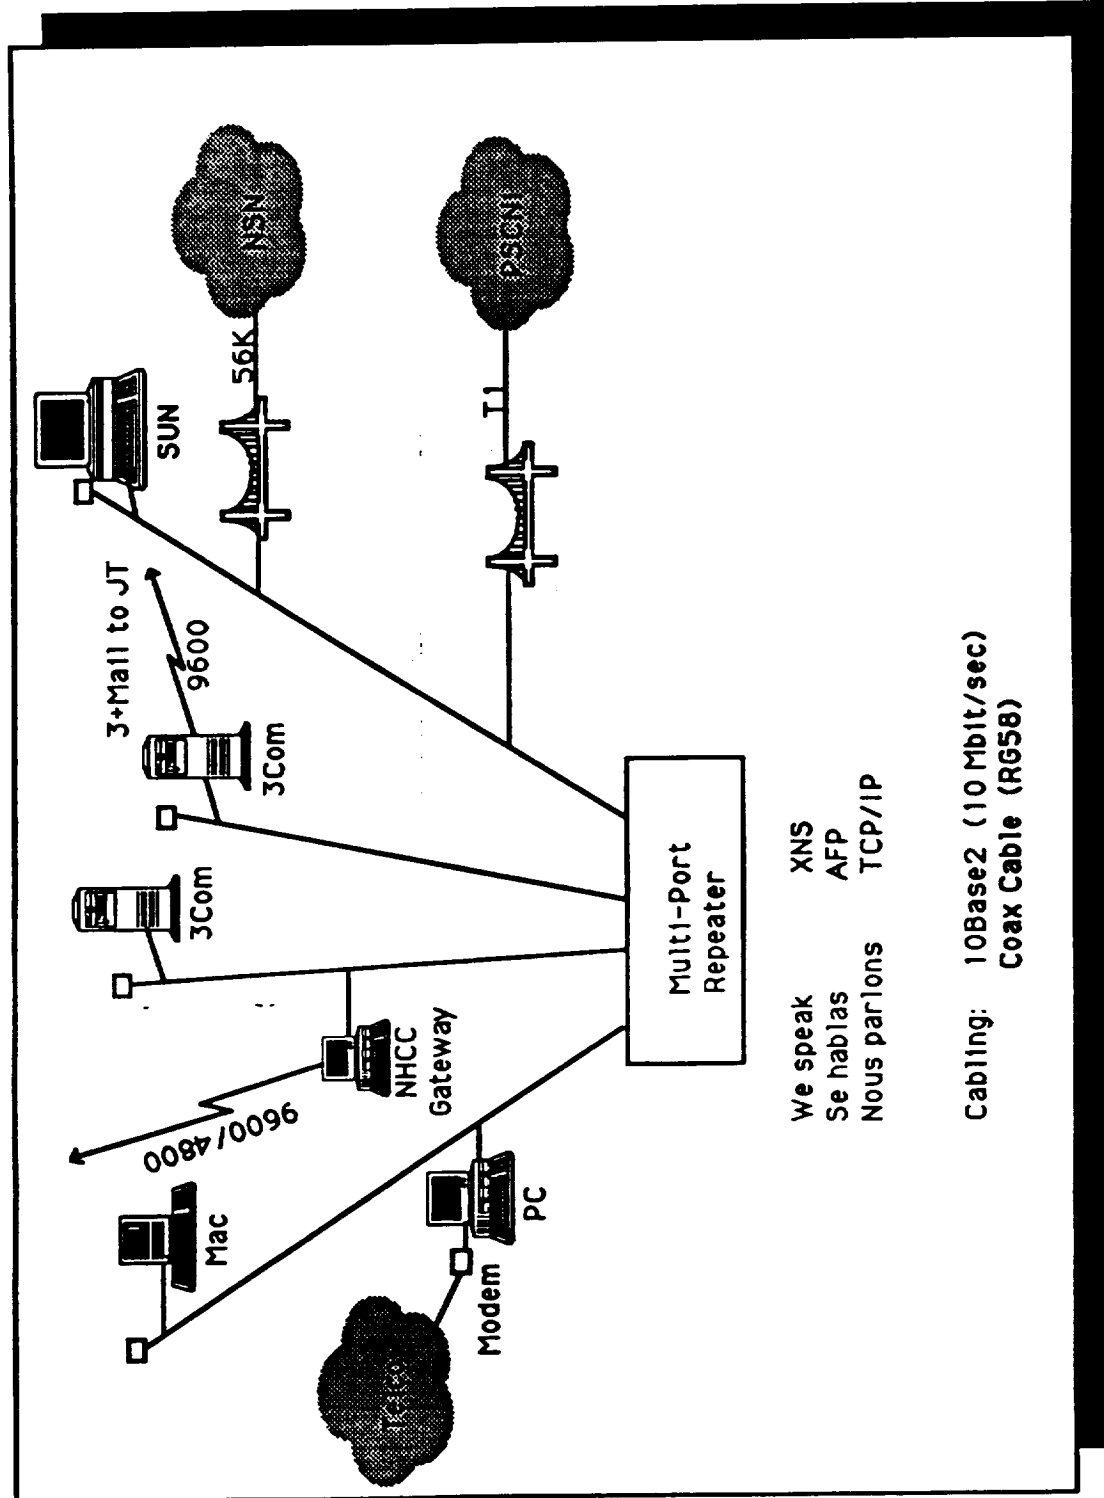 Mac
9600/4800
3Com
3Com
3+Mail to JT
9600
SUN
56K
NSN
Telco
Modem
PC
NHCC
Gateway
T1
PSCNI
Multi-Port
Repeater
We speak XNS
Se hablas AFP
Nous parlons TCP/IP
Cabling: 10Base2 (10 Mbit/sec)
Coax Cable (RG58)